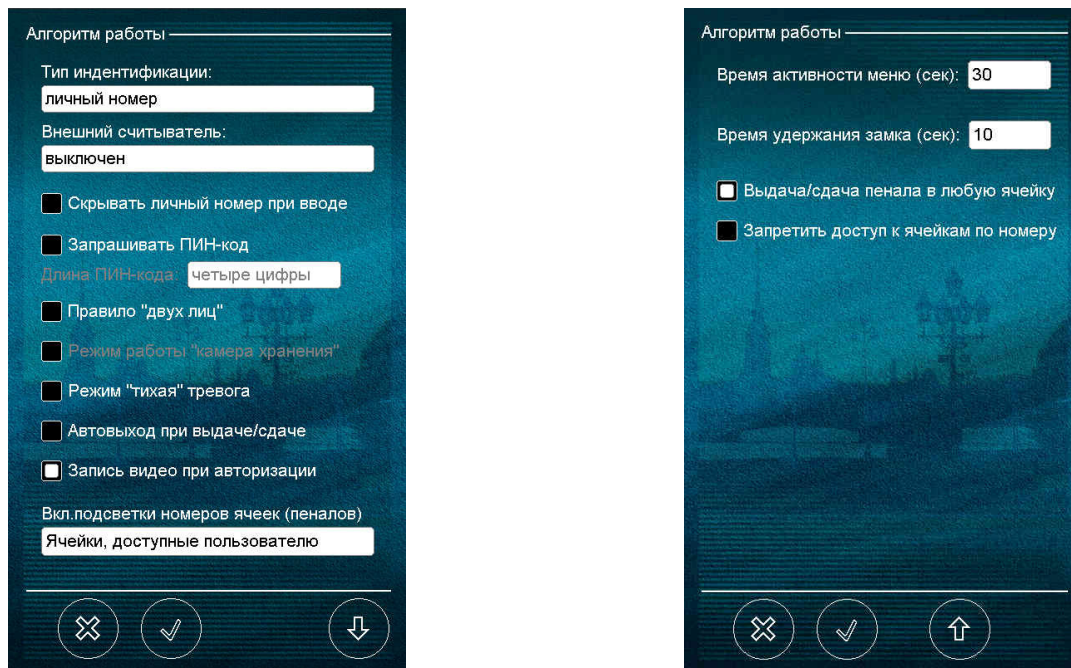 Алгоритм работы
Тип индентификации:
личный номер
Внешний считыватель:
выключен
Скрывать личный номер при вводе
Запрашивать ПИН-код
Длина ПИН-кода: четыре цифры
Правило "двух лиц"
Режим работы "камера хранения"
Режим "тихая" тревога
Автовыход при выдаче/сдаче
Запись видео при авторизации
Вкл.подсветки номеров ячеек (пеналов)
Ячейки, доступные пользователю
Алгоритм работы
Время активности меню (сек): 30
Время удержания замка (сек): 10
Выдача/сдача пенала в любую ячейку
Запретить доступ к ячейкам по номеру